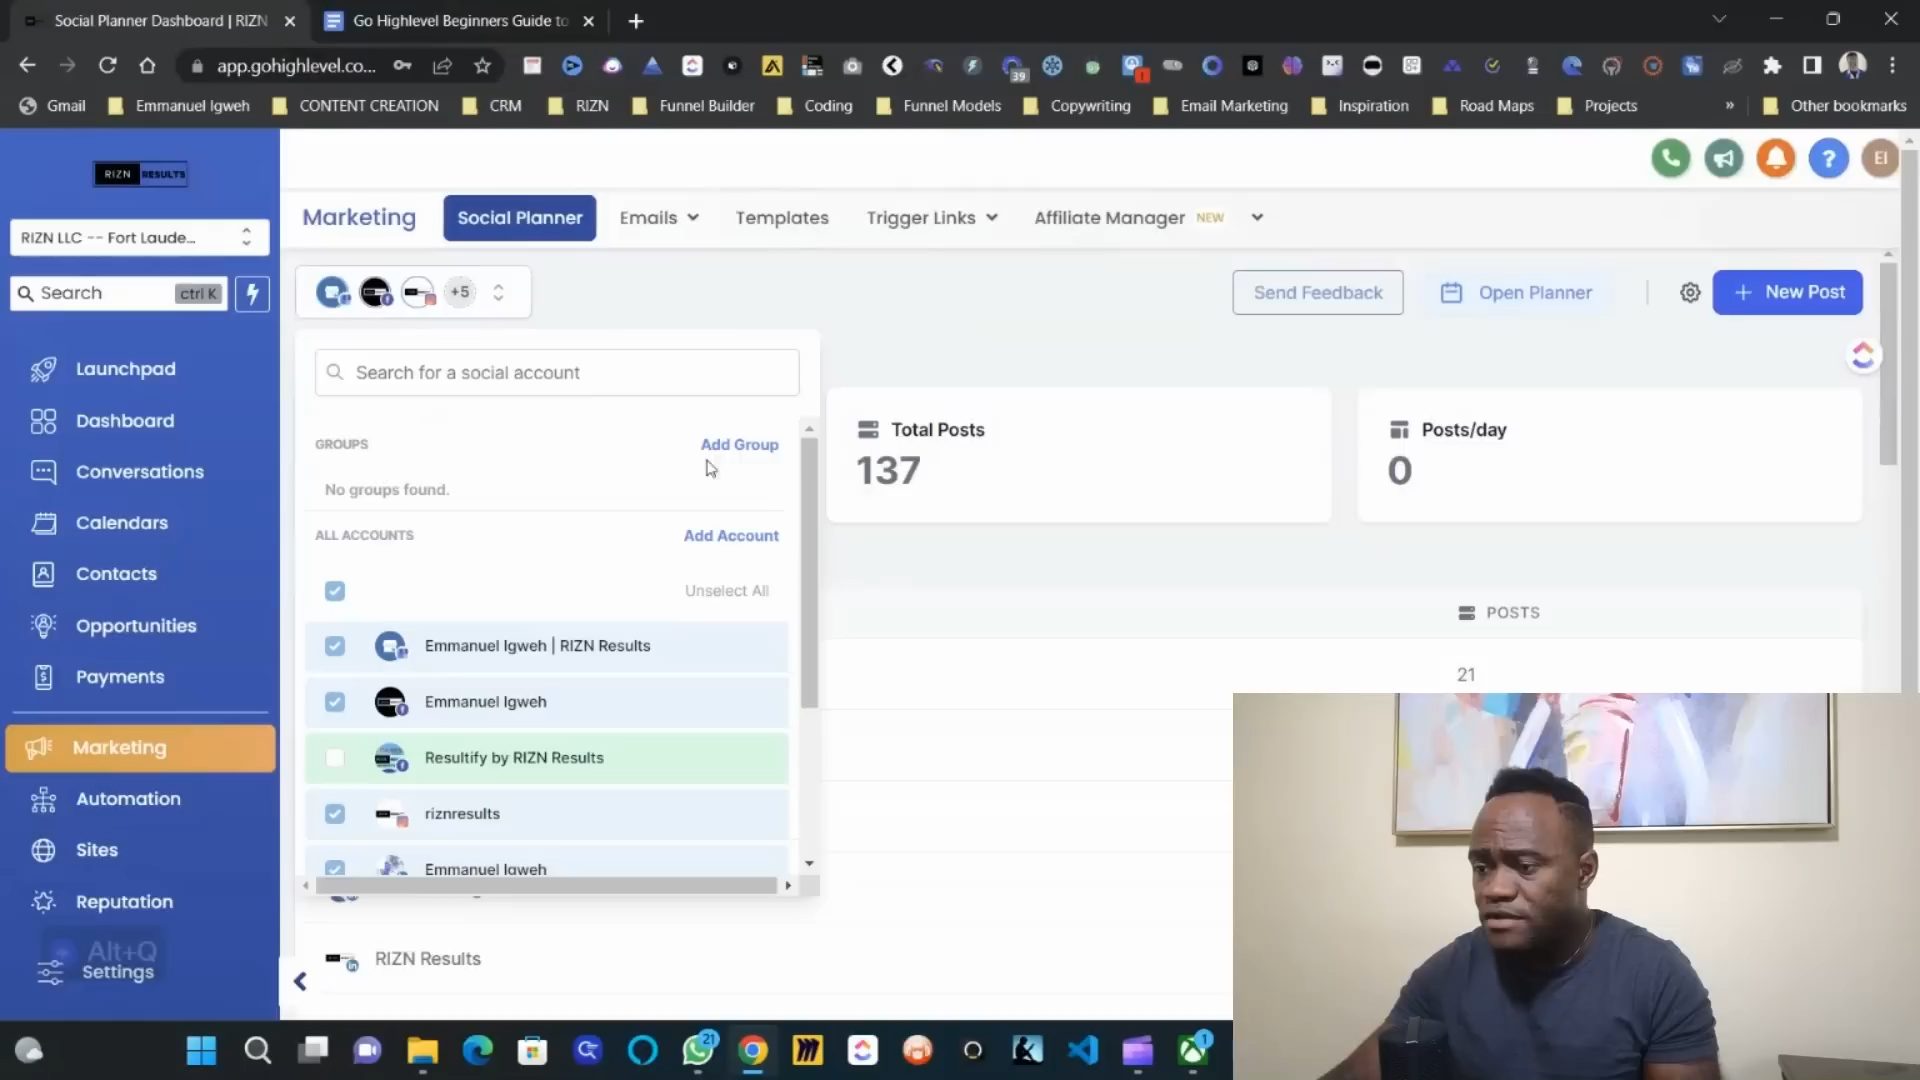 Social Planner Dashboard | RIZN
Go Highlevel Beginners Guide to
app.gohighlevel.co...
39
Gmail
Emmanuel Igweh
CONTENT CREATION
CRM
RIZN
Funnel Builder
Coding
Funnel Models
Copywriting
Email Marketing
Inspiration
Road Maps
Projects
»
Other bookmarks
RIZN RESULTS
RIZN LLC -- Fort Laude...
Search
ctrl K
Launchpad
Dashboard
Conversations
Calendars
Contacts
Opportunities
Payments
Marketing
Automation
Sites
Reputation
Alt+Q
Settings
EI
Marketing
Social Planner
Emails
Templates
Trigger Links
Affiliate Manager NEW
+5
Send Feedback
Open Planner
+ New Post
Search for a social account
GROUPS
Add Group
No groups found.
ALL ACCOUNTS
Add Account
Unselect All
Emmanuel Igweh | RIZN Results
Emmanuel Igweh
Resultify by RIZN Results
riznresults
Emmanuel Igweh
RIZN Results
Total Posts
137
Posts/day
0
POSTS
21
21
1